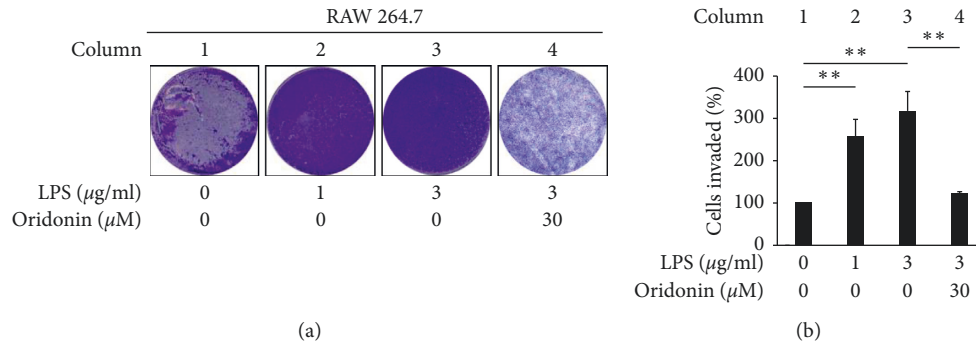 RAW 264.7
Column 1 2 3 4
LPS (µg/ml) 0 1 3 3
Oridonin (µM) 0 0 0 30
(a)
Column 1 2 3 4
** **
**
Cells invaded (%)
400
300
200
100
0
LPS (µg/ml) 0 1 3 3
Oridonin (µM) 0 0 0 30
(b)